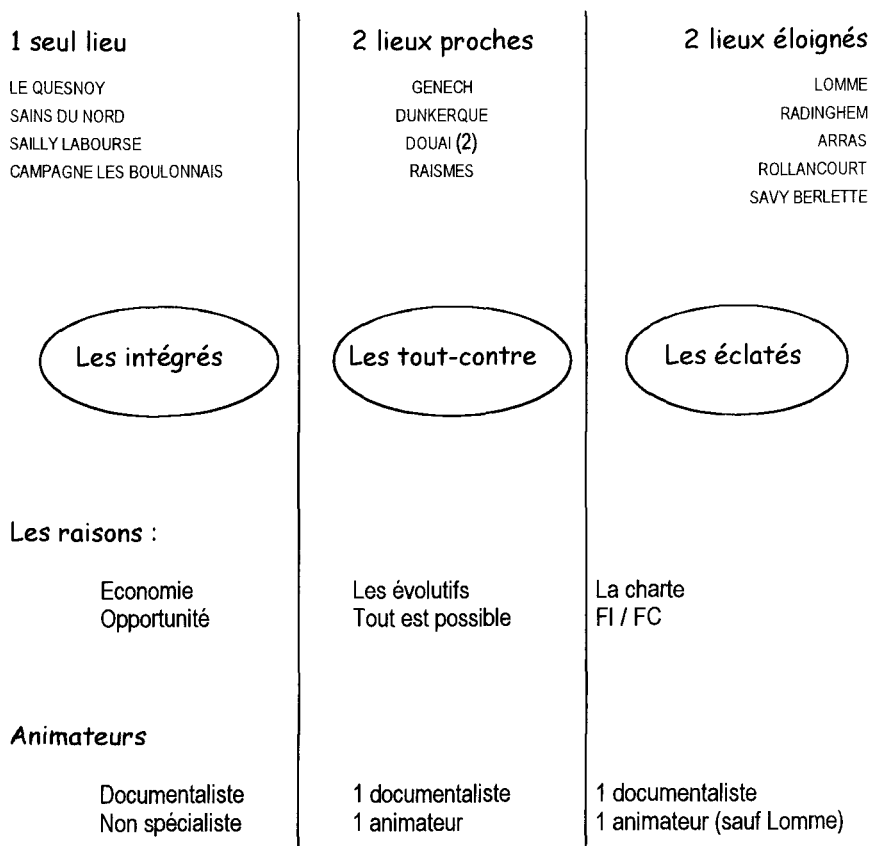 1 seul lieu
LE QUESNOY
SAINS DU NORD
SAILLY LABOURSE
CAMPAGNE LES BOULONNAIS
2 lieux proches
GENECH
DUNKERQUE
DOUAI (2)
RAISMES
2 lieux éloignés
LOMME
RADINGHEM
ARRAS
ROLLANCOURT
SAVY BERLETTE
Les intégrés
Les tout-contre
Les éclatés
Les raisons :
Economie
Opportunité
Les évolutifs
Tout est possible
La charte
FI / FC
Animateurs
Documentaliste
Non spécialiste
1 documentaliste
1 animateur
1 documentaliste
1 animateur (sauf Lomme)